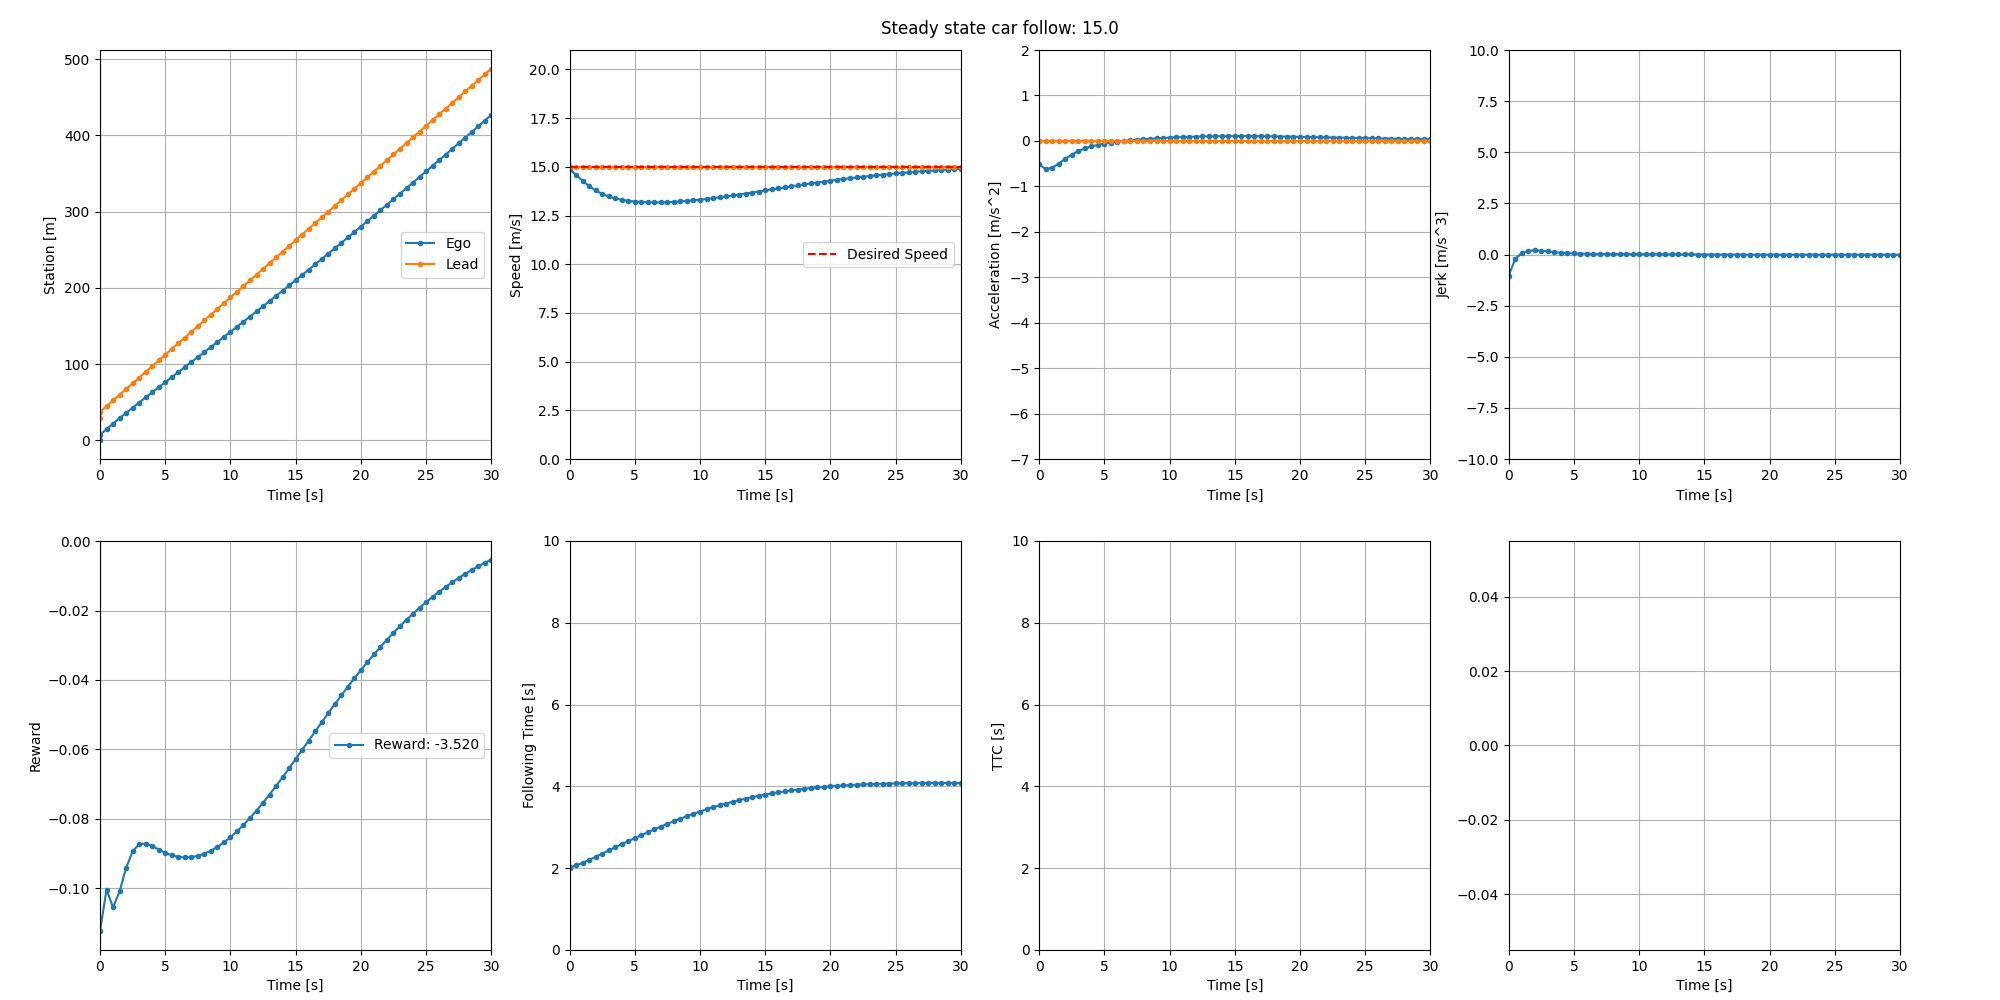 Steady state car follow: 15.0
Station [m]
500
400
300
200
100
0
Ego
Lead
0 5 10 15 20 25 30
Time [s]
Speed [m/s]
20.0
17.5
15.0
12.5
10.0
7.5
5.0
2.5
0.0
Desired Speed
0 5 10 15 20 25 30
Time [s]
Acceleration [m/s^2]
2
1
0
−1
−2
−3
−4
−5
−6
−7
0 5 10 15 20 25 30
Time [s]
Jerk [m/s^3]
10.0
7.5
5.0
2.5
0.0
−2.5
−5.0
−7.5
−10.0
0 5 10 15 20 25 30
Time [s]
Reward
0.00
−0.02
−0.04
−0.06
−0.08
−0.10
Reward: -3.520
0 5 10 15 20 25 30
Time [s]
Following Time [s]
10
8
6
4
2
0
0 5 10 15 20 25 30
Time [s]
TTC [s]
10
8
6
4
2
0
0 5 10 15 20 25 30
Time [s]
0.04
0.02
0.00
−0.02
−0.04
0 5 10 15 20 25 30
Time [s]